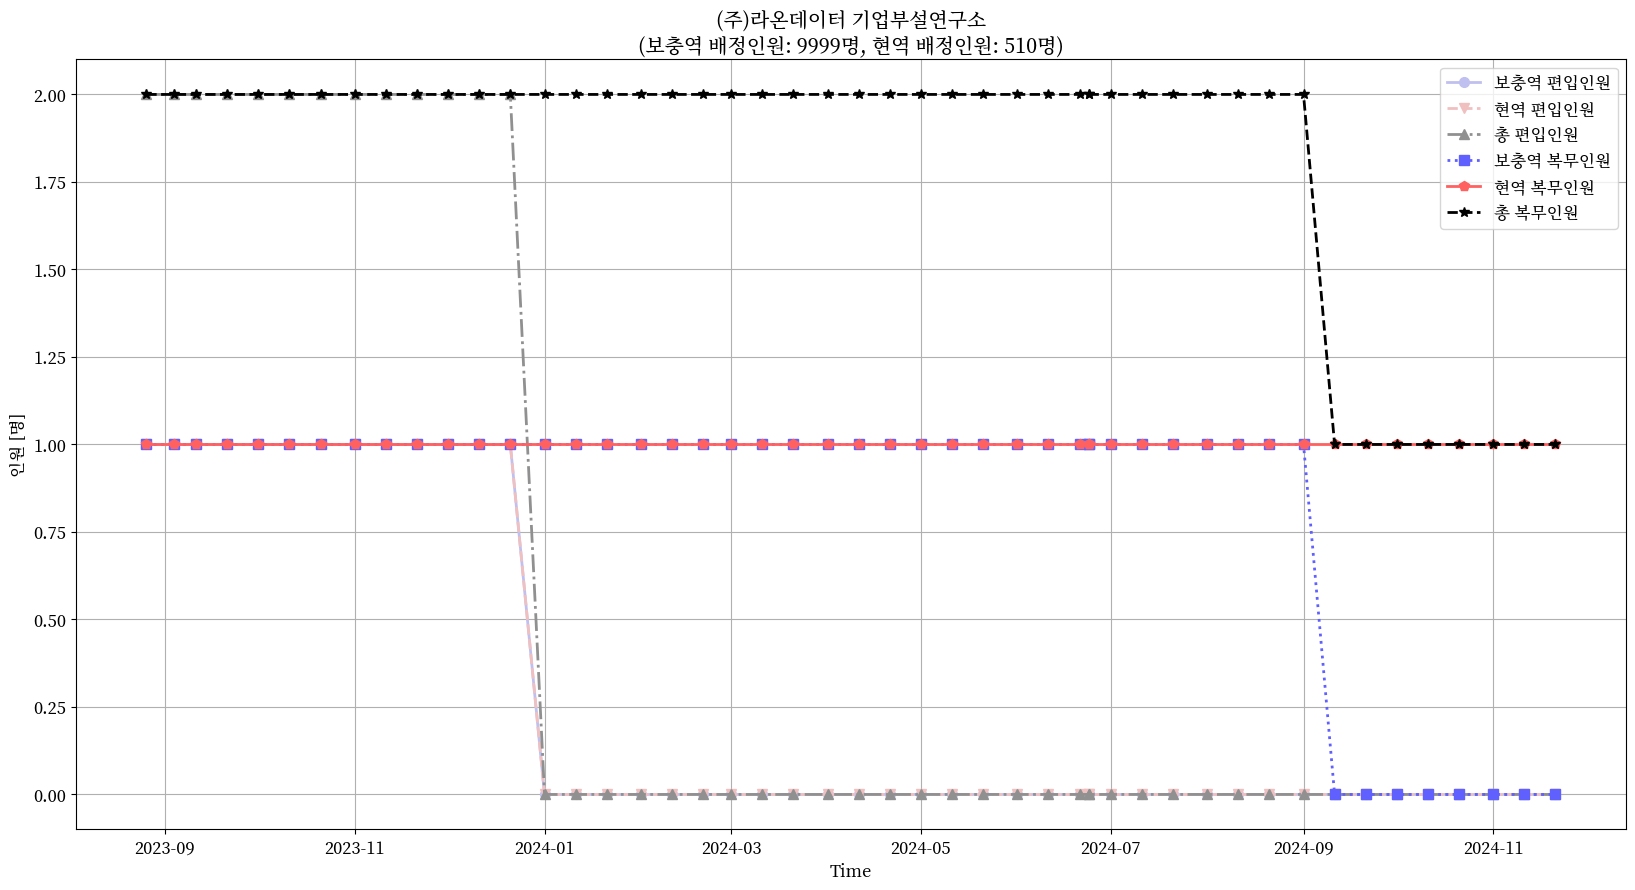 (주)라온데이터 기업부설연구소
(보충역 배정인원: 9999명, 현역 배정인원: 510명)
보충역 편입인원
현역 편입인원
총 편입인원
보충역 복무인원
현역 복무인원
총 복무인원
인원 [명]
2.00
1.75
1.50
1.25
1.00
0.75
0.50
0.25
0.00
2023-09
2023-11
2024-01
2024-03
2024-05
2024-07
2024-09
2024-11
Time